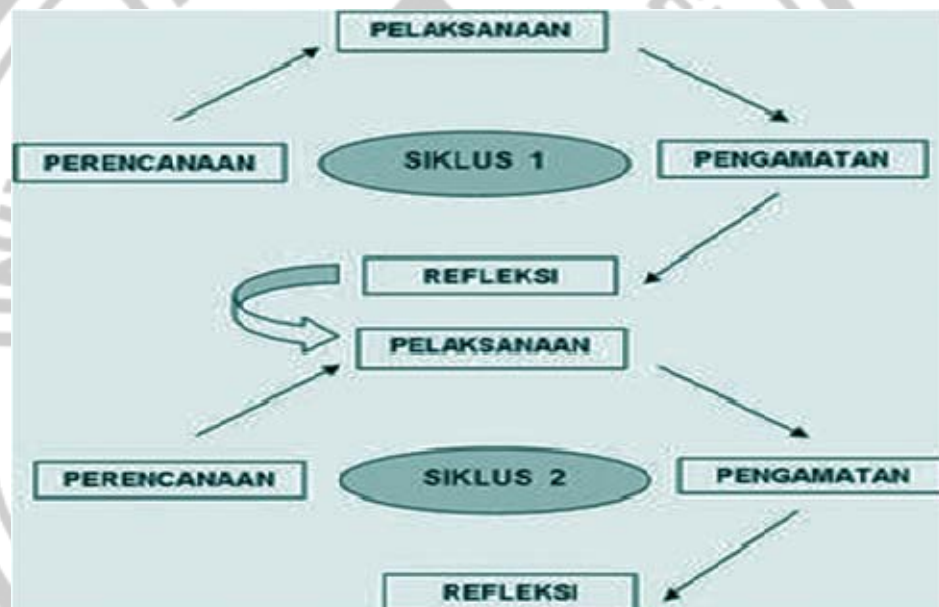 PELAKSANAAN
PERENCANAAN
SIKLUS 1
PENGAMATAN
REFLEKSI
PELAKSANAAN
PERENCANAAN
SIKLUS 2
PENGAMATAN
REFLEKSI